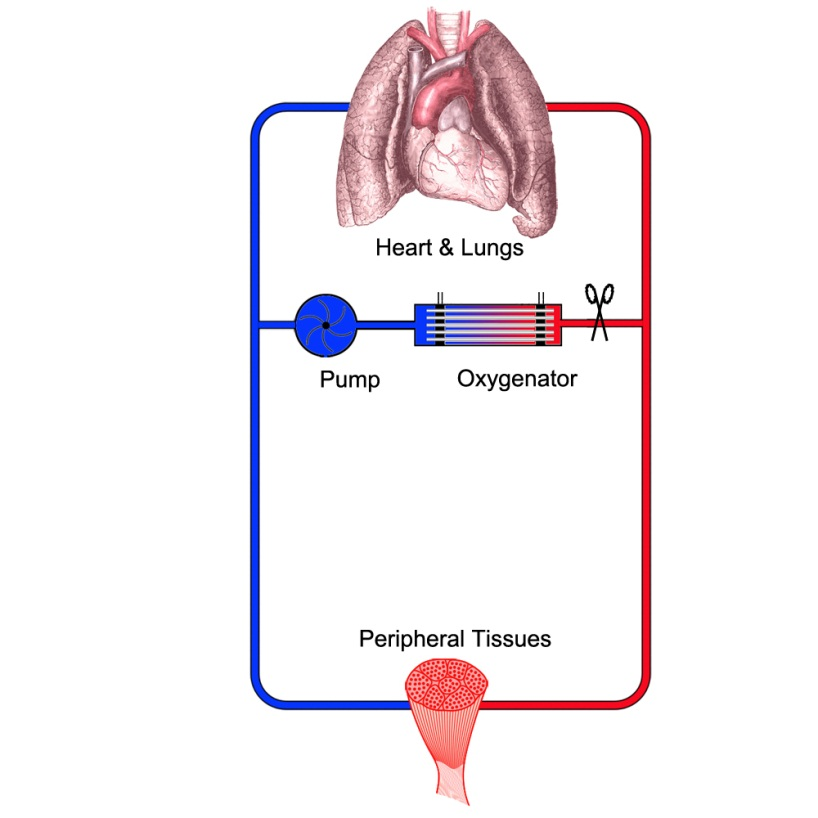 Heart & Lungs
Pump
Oxygenator
Peripheral Tissues